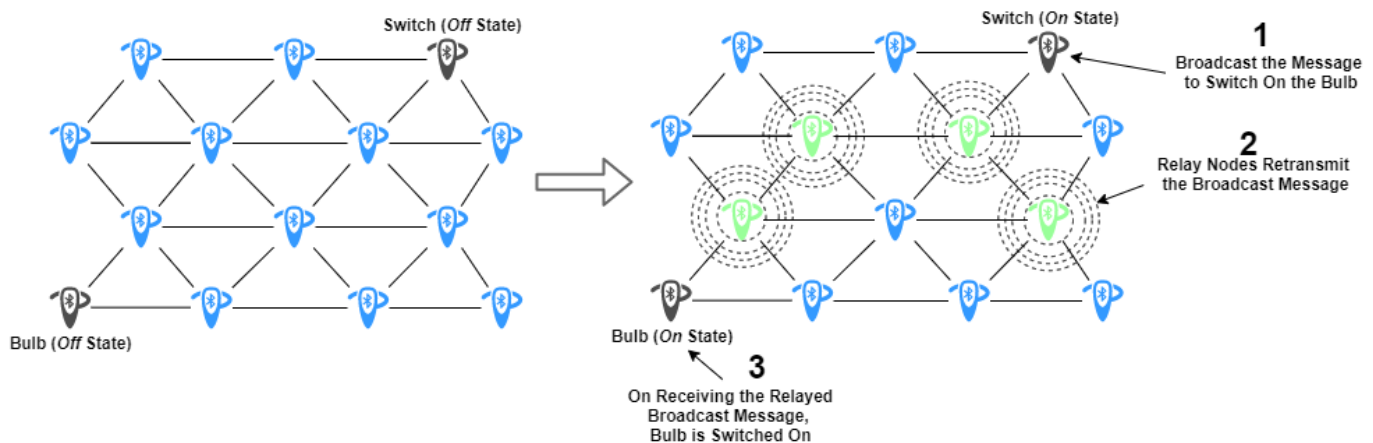 Switch (Off State)
Bulb (Off State)
Switch (On State)
1
Broadcast the Message
to Switch On the Bulb
2
Relay Nodes Retransmit
the Broadcast Message
Bulb (On State)
3
On Receiving the Relayed
Broadcast Message,
Bulb is Switched On